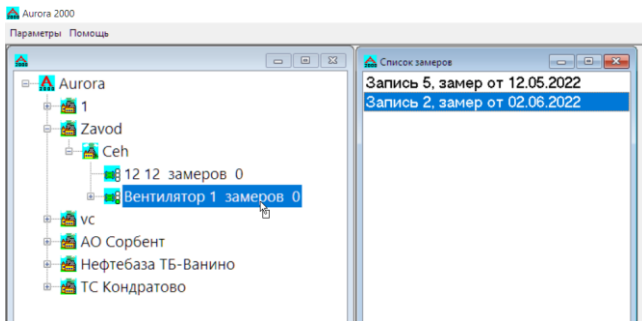 Aurora 2000
Параметры Помощь
Aurora
1
Zavod
Ceh
12 12 замеров 0
Вентилятор 1 замеров 0
vc
АО Сорбент
Нефтебаза ТБ-Ванино
ТС Кондратово
Список замеров
Запись 5, замер от 12.05.2022
Запись 2, замер от 02.06.2022